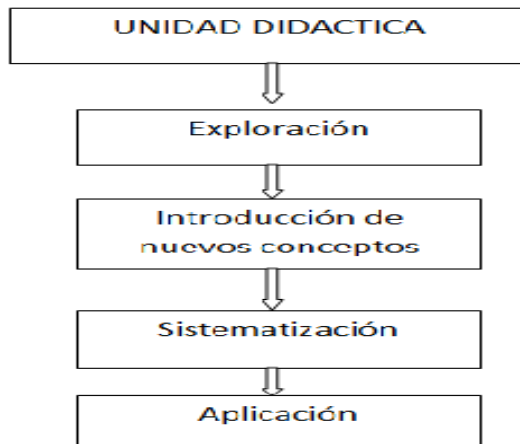 UNIDAD DIDACTICA
Exploración
Introducción de
nuevos conceptos
Sistematización
Aplicación